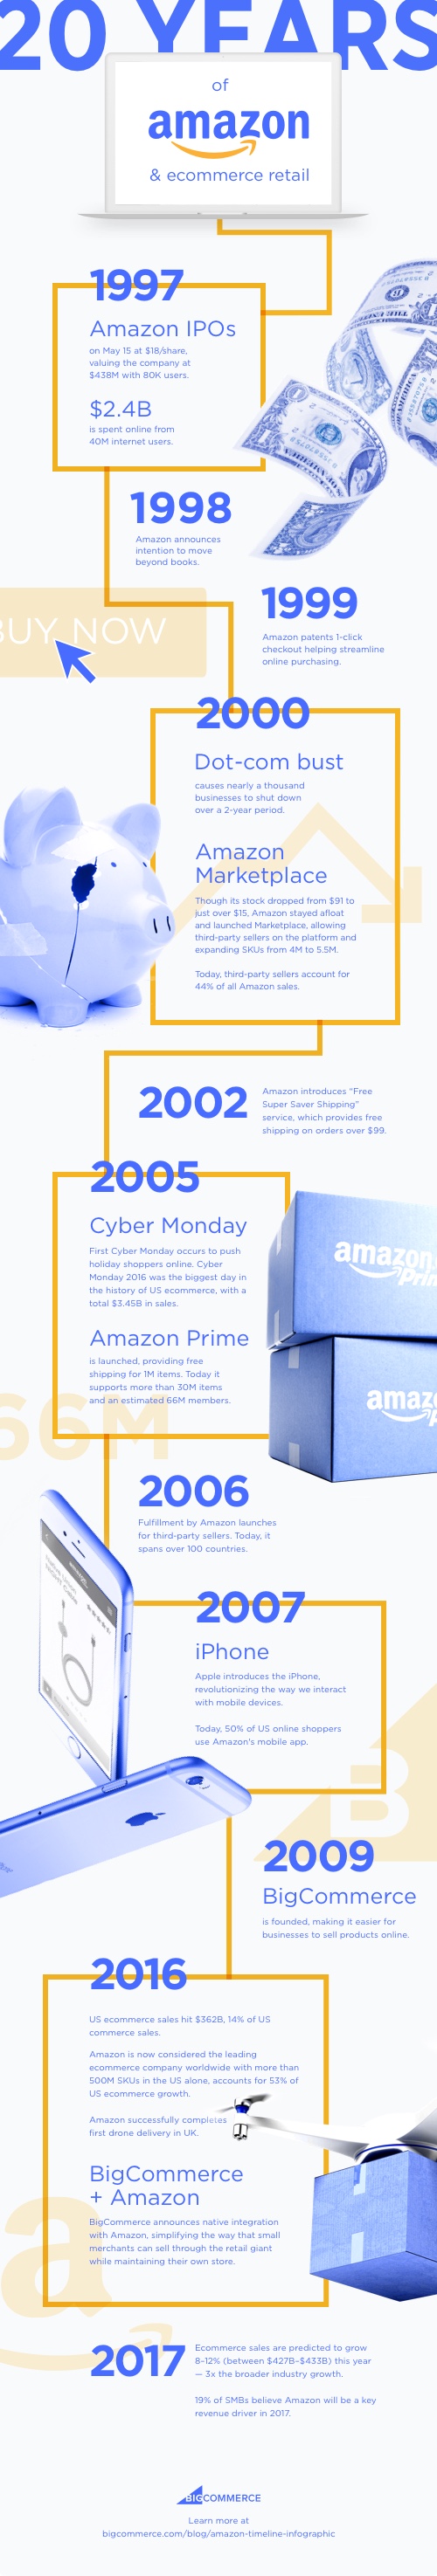 20 YEARS
of
amazon
& ecommerce retail
1997
Amazon IPOs
on May 15 at $18/share,
valuing the company at
$438M with 80K users.
$2.4B
is spent online from
40M internet users.
1998
Amazon announces
intention to move
beyond books.
BUY NOW
1999
Amazon patents 1-click
checkout helping streamline
online purchasing.
2000
Dot-com bust
causes nearly a thousand
businesses to shut down
over a 2-year period.
Amazon
Marketplace
Though its stock dropped from $91 to
just over $15, Amazon stayed afloat
and launched Marketplace, allowing
third-party sellers on the platform and
expanding SKUs from 4M to 5.5M.
Today, third-party sellers account for
44% of all Amazon sales.
2002
Amazon introduces “Free
Super Saver Shipping”
service, which provides free
shipping on orders over $99.
2005
Cyber Monday
First Cyber Monday occurs to push
holiday shoppers online. Cyber
Monday 2016 was the biggest day in
the history of US ecommerce, with a
total $3.45B in sales.
amazon
Prim
Amazon Prime
is launched, providing free
shipping for 1M items. Today it
supports more than 30M items
and an estimated 66M members.
amaz
66M
2006
Fulfillment by Amazon launches
for third-party sellers. Today, it
spans over 100 countries.
2007
iPhone
Apple introduces the iPhone,
revolutionizing the way we interact
with mobile devices.
Today, 50% of US online shoppers
use Amazon's mobile app.
B
2009
BigCommerce
is founded, making it easier for
businesses to sell products online.
2016
US ecommerce sales hit $362B, 14% of US
commerce sales.
Amazon is now considered the leading
ecommerce company worldwide with more than
500M SKUs in the US alone, accounts for 53% of
US ecommerce growth.
Amazon successfully completes
first drone delivery in UK.
BigCommerce
+ Amazon
BigCommerce announces native integration
with Amazon, simplifying the way that small
merchants can sell through the retail giant
while maintaining their own store.
a
2017
Ecommerce sales are predicted to grow
8–12% (between $427B–$433B) this year
— 3x the broader industry growth.
19% of SMBs believe Amazon will be a key
revenue driver in 2017.
BIGCOMMERCE
Learn more at
bigcommerce.com/blog/amazon-timeline-infographic